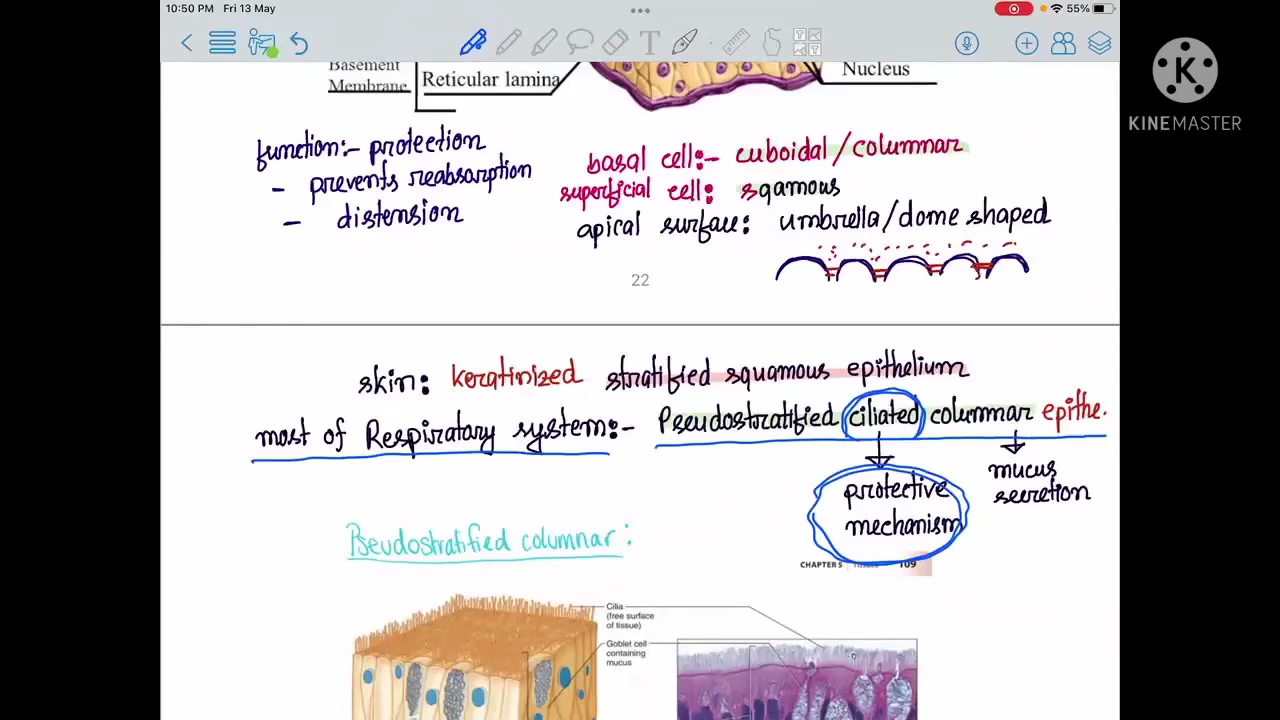 10:50 PM Fri 13 May
55%
K
KINEMASTER
Basement
Membrane
Reticular lamina
Nucleus
function:- protection
- prevents reabsorption
- distension
basal cell:- cuboidal/columnar
superficial cell: sqamous
apical surface: umbrella/dome shaped
22
skin: keratinized stratified squamous epithelium
most of Respiratary system:- Pseudostratified ciliated columnar epithe.
protective
mechanism
mucus
secretion
Pseudostratified columnar:
CHAPTER 5 TISSUES 109
Cilia
(free surface
of tissue)
Goblet cell
containing
mucus